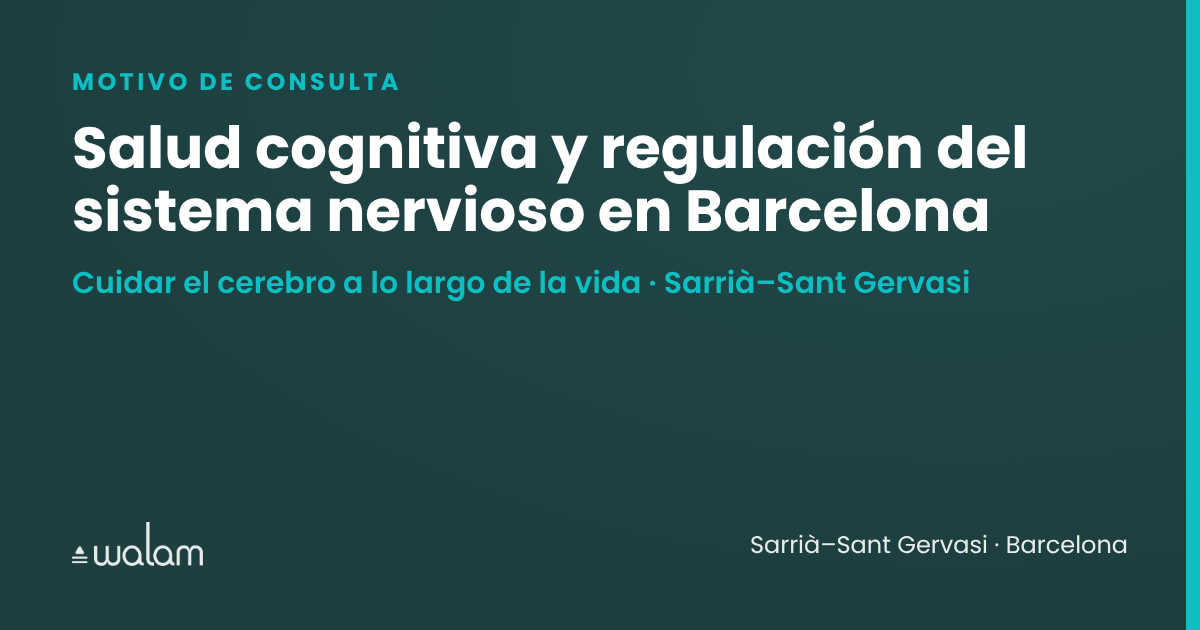 MOTIVO DE CONSULTA
Salud cognitiva y regulación del
sistema nervioso en Barcelona
Cuidar el cerebro a lo largo de la vida · Sarrià–Sant Gervasi
walam
Sarrià–Sant Gervasi · Barcelona